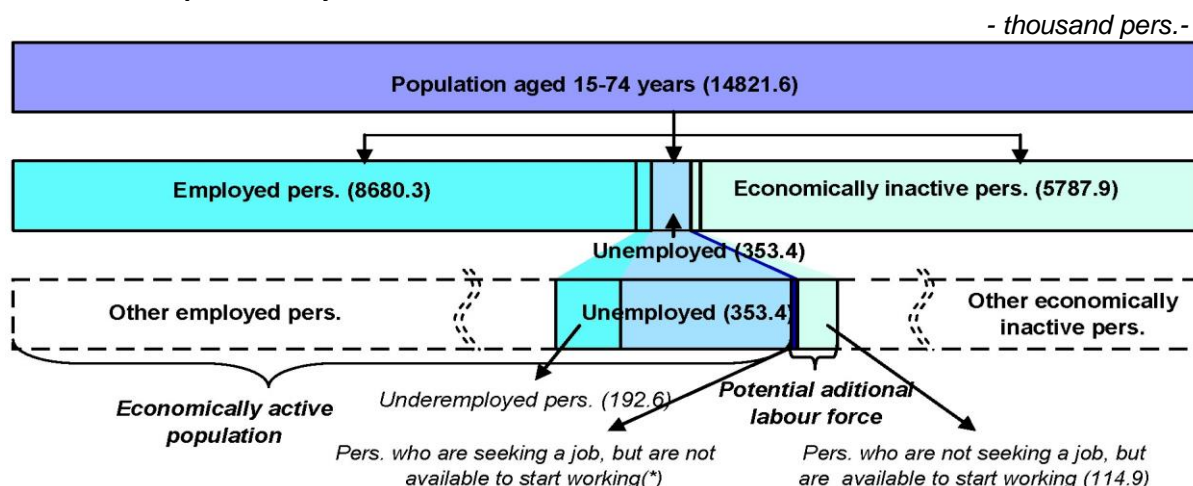 - thousand pers.-
Population aged 15-74 years (14821.6)
Employed pers. (8680.3)
Economically inactive pers. (5787.9)
Unemployed (353.4)
Other employed pers.
Unemployed (353.4)
Other economically
inactive pers.
Underemployed pers. (192.6)
Potential aditional
labour force
Economically active
population
Pers. who are seeking a job, but are not
available to start working(*)
Pers. who are not seeking a job, but
are available to start working (114.9)